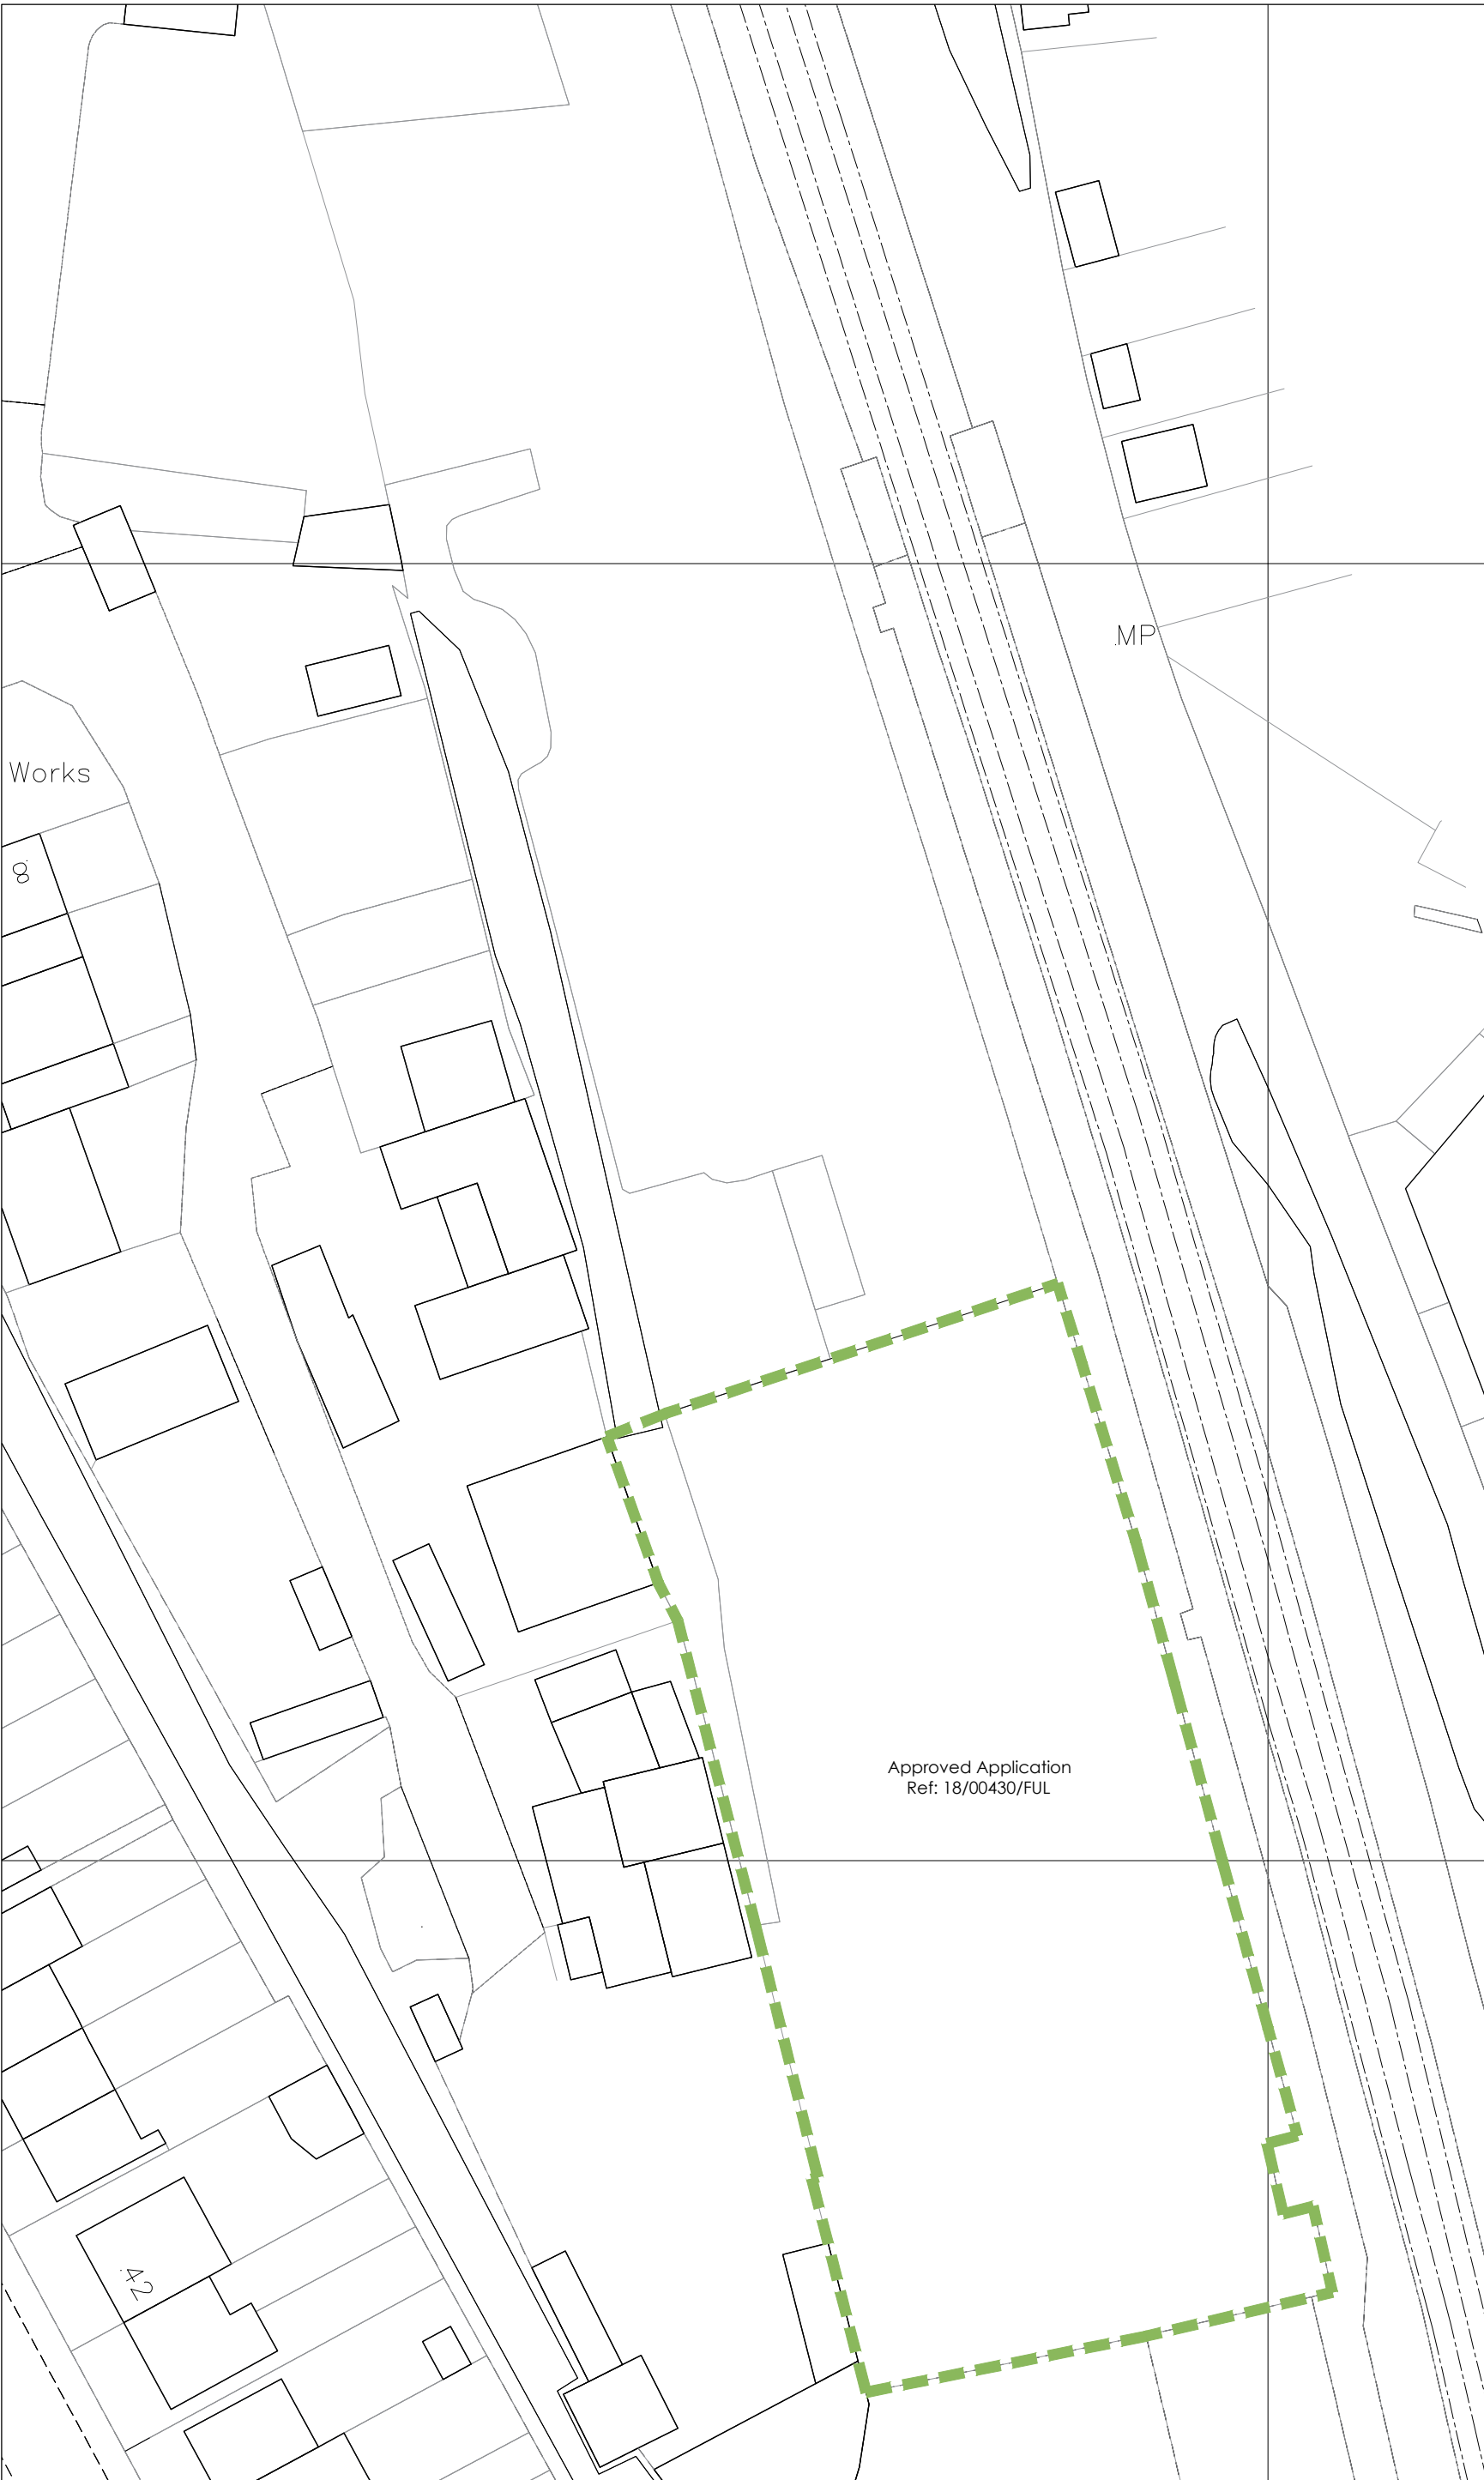 MP
Works
8
Approved Application
Ref: 18/00430/FUL
42